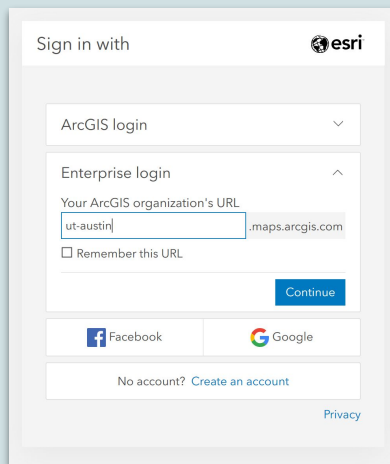 Sign in with esri
ArcGIS login
Enterprise login
Your ArcGIS organization's URL
ut-austin .maps.arcgis.com
Remember this URL
Continue
Facebook Google
No account? Create an account
Privacy